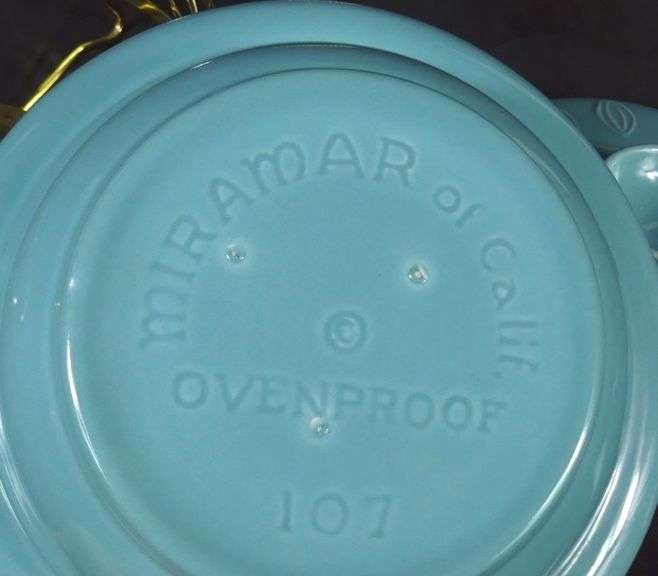 MIRAMAR of Calif.
©
OVENPROOF
107